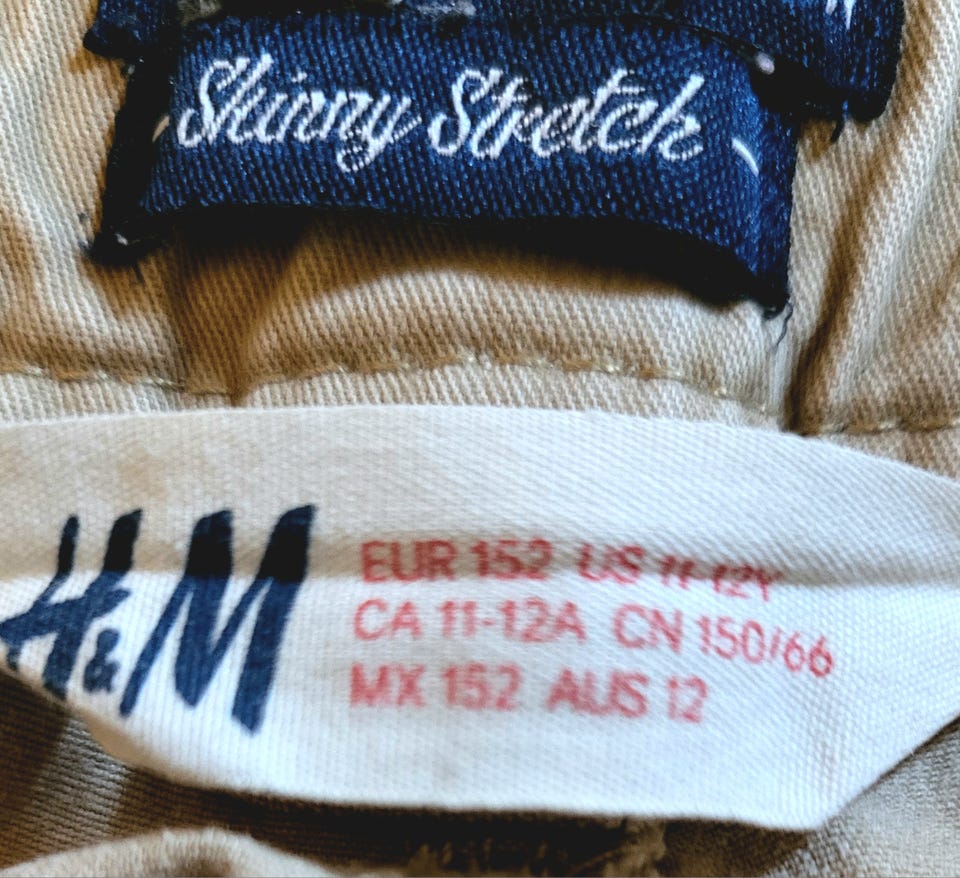 Skinny Stretch
H&M
EUR 152 US 11-12Y
CA 11-12A CN 150/66
MX 152 AUS 12